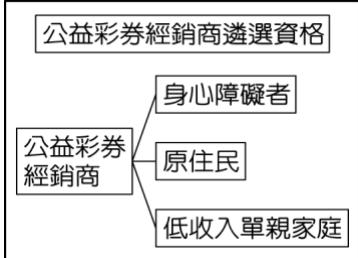 公益彩券經銷商遴選資格
身心障礙者
公益彩券
經銷商
原住民
低收入單親家庭